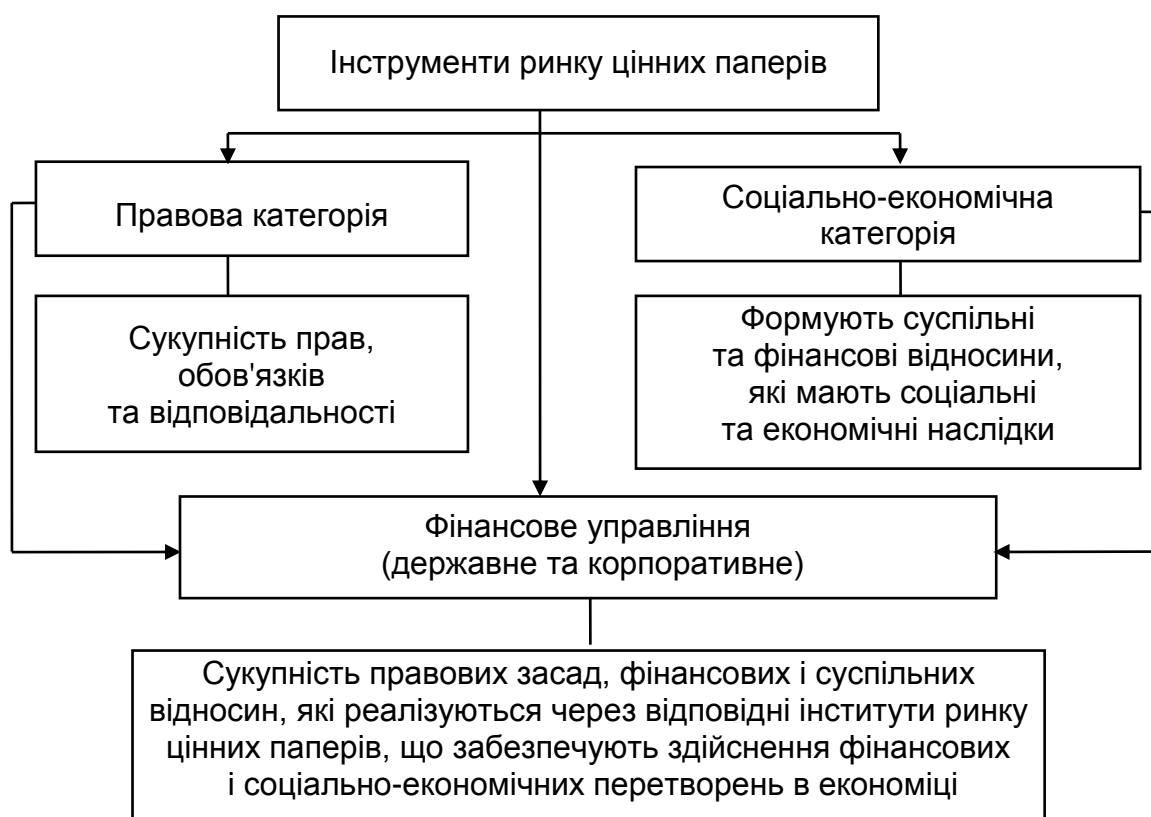 Інструменти ринку цінних паперів
Правова категорія
Соціально-економічна
категорія
Сукупність прав,
обов'язків
та відповідальності
Формують суспільні
та фінансові відносини,
які мають соціальні
та економічні наслідки
Фінансове управління
(державне та корпоративне)
Сукупність правових засад, фінансових і суспільних
відносин, які реалізуються через відповідні інститути ринку
цінних паперів, що забезпечують здійснення фінансових
і соціально-економічних перетворень в економіці